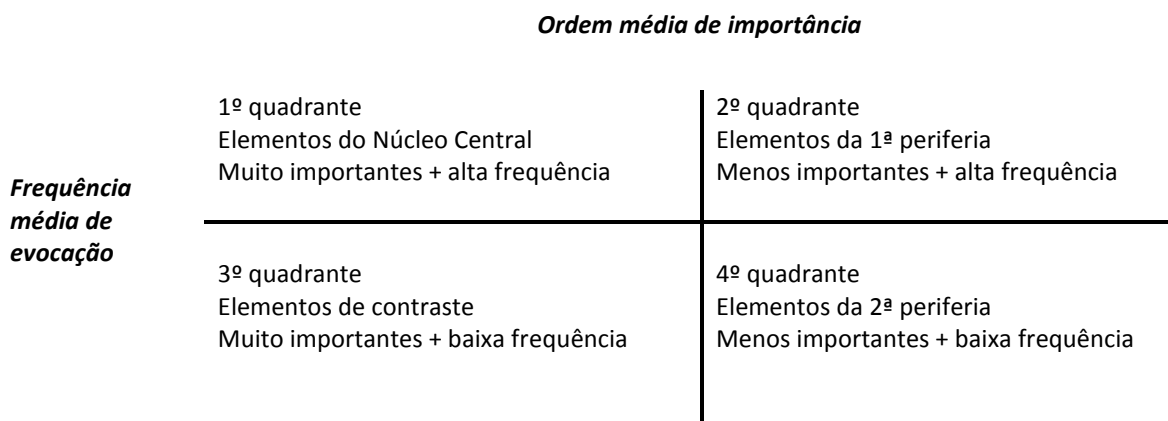 Ordem média de importância
1º quadrante
Elementos do Núcleo Central
Muito importantes + alta frequência
2º quadrante
Elementos da 1ª periferia
Menos importantes + alta frequência
Frequência
média de
evocação
3º quadrante
Elementos de contraste
Muito importantes + baixa frequência
4º quadrante
Elementos da 2ª periferia
Menos importantes + baixa frequência